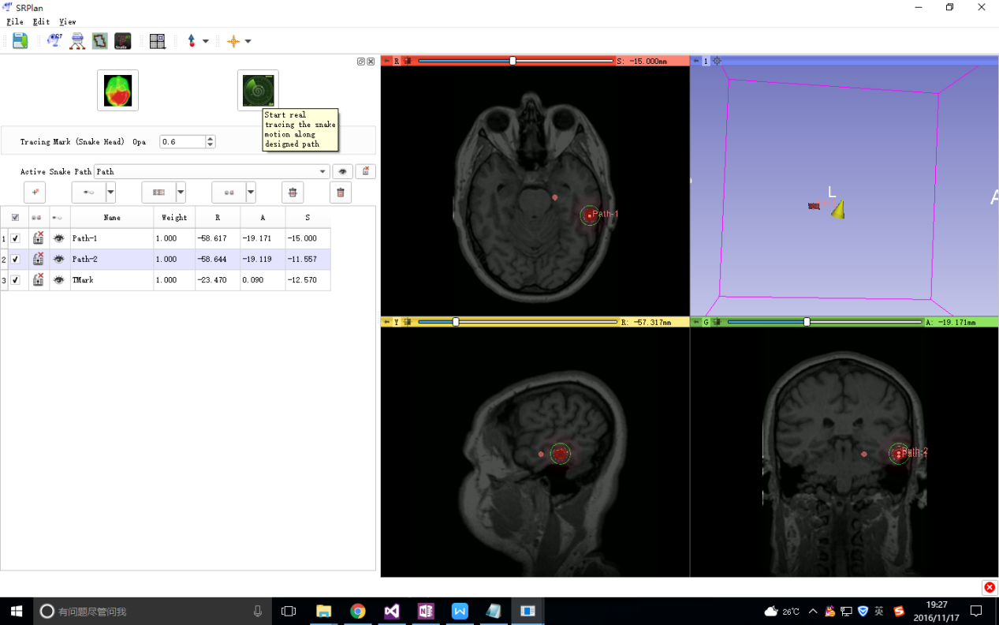 SRPlan
File Edit View
Start real
tracing the snake
motion along
designed path
Tracing Mark (Snake Head) Opa 0.6
Active Snake Path Path
Name Weight R A S
1 Path-1 1.000 -58.617 -19.171 -15.000
2 Path-2 1.000 -58.644 -19.119 -11.557
3 TMark 1.000 -23.470 0.090 -12.570
R S: -15.000mm
Path-1
1
L
A
Y R: -57.317mm
G A: -19.171mm
Path-2
有问题尽管问我
26℃
英
19:27
2016/11/17